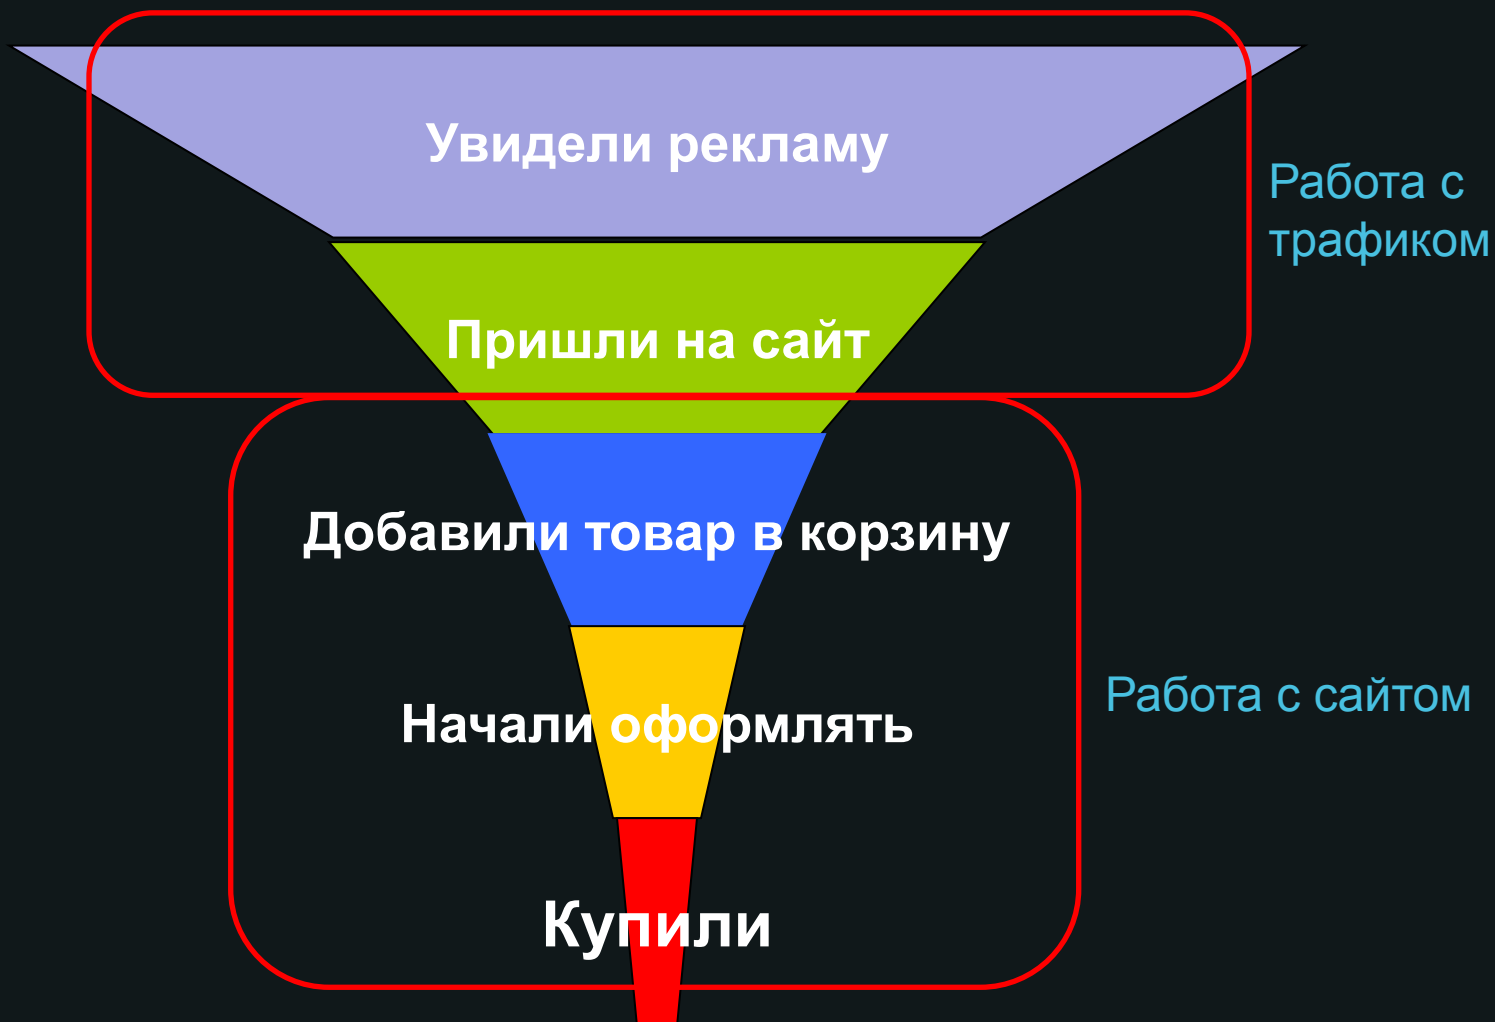 Увидели рекламу
Работа с
трафиком
Пришли на сайт
Добавили товар в корзину
Работа с сайтом
Начали оформлять
Купили